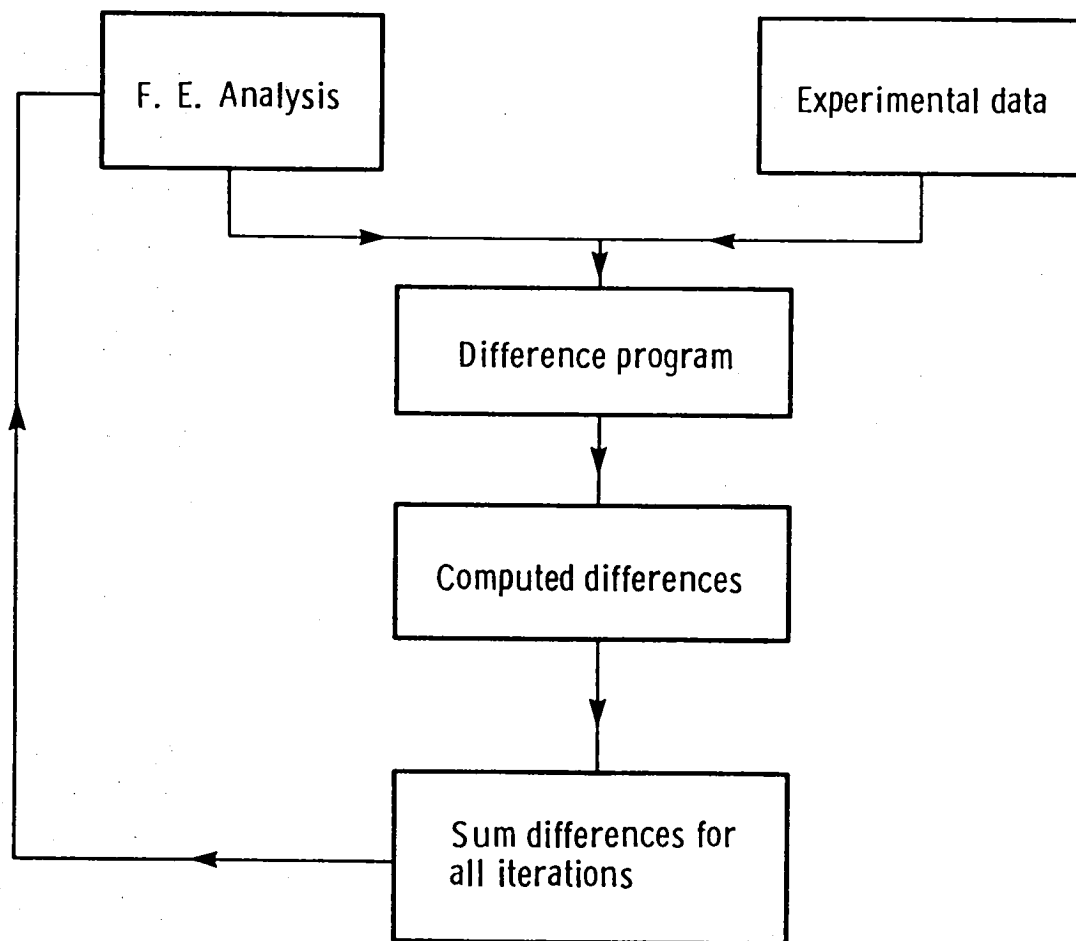 F. E. Analysis
Experimental data
Difference program
Computed differences
Sum differences for
all iterations